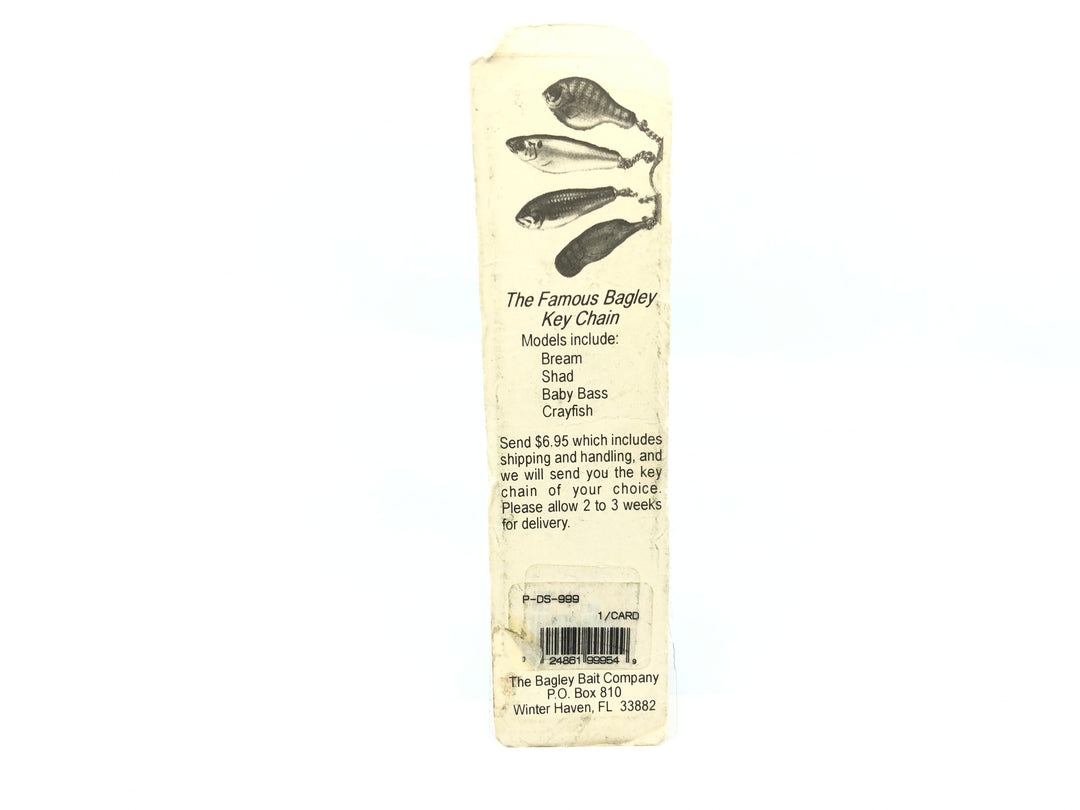 The Famous Bagley
Key Chain
Models include:
Bream
Shad
Baby Bass
Crayfish
Send $6.95 which includes
shipping and handling, and
we will send you the key
chain of your choice.
Please allow 2 to 3 weeks
for delivery.
P-DS-999
1/CARD
0 24861 99954 9
The Bagley Bait Company
P.O. Box 810
Winter Haven, FL 33882